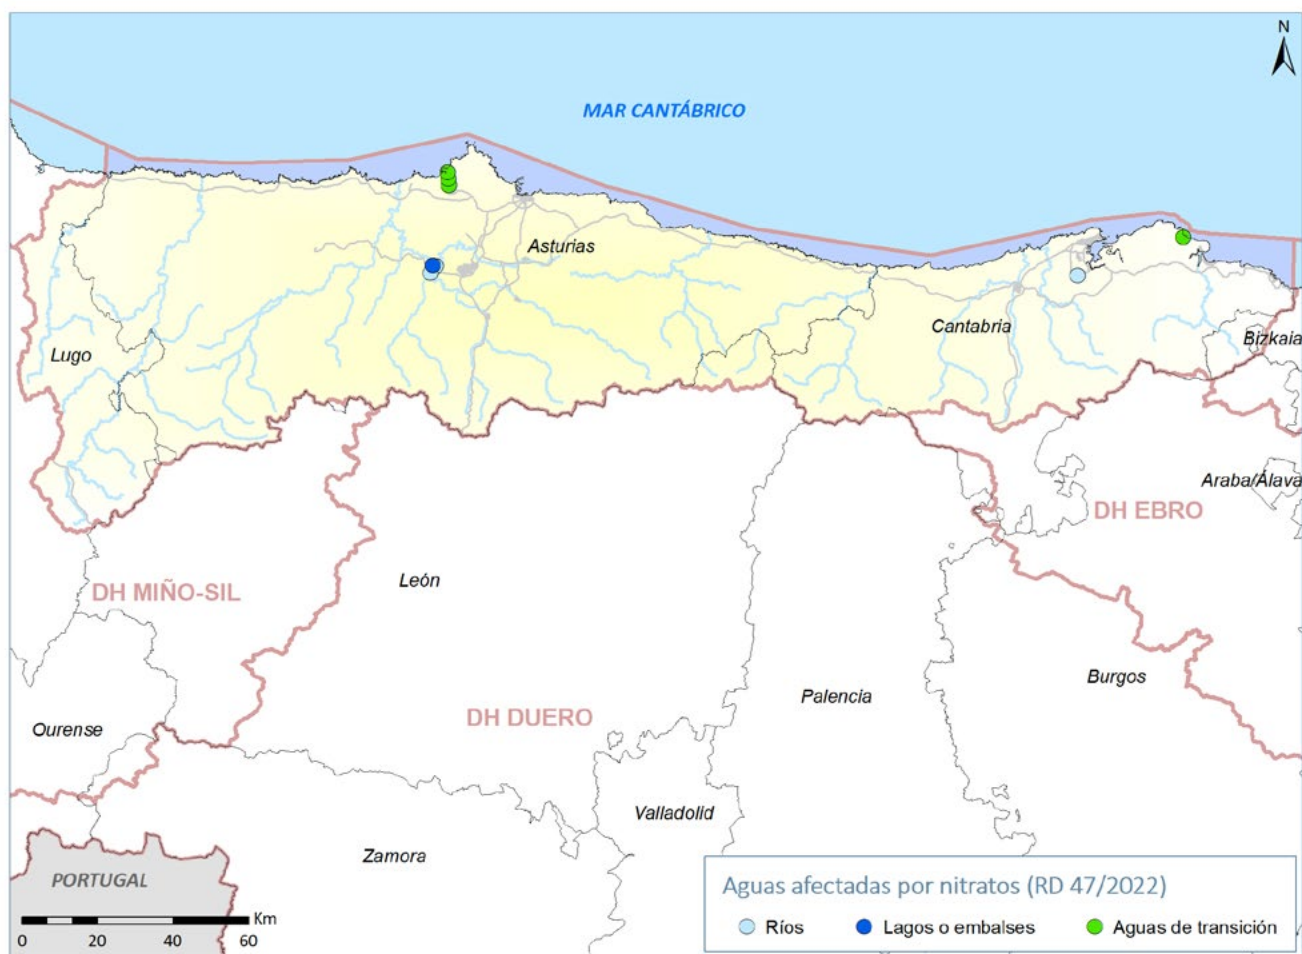 N
MAR CANTÁBRICO
Asturias
Cantabria
Lugo
Bizkaia
Araba/Álava
DH EBRO
León
DH MIÑO-SIL
Burgos
Palencia
DH DUERO
Ourense
Valladolid
Zamora
PORTUGAL
Km
0 20 40 60
Aguas afectadas por nitratos (RD 47/2022)
Ríos Lagos o embalses Aguas de transición